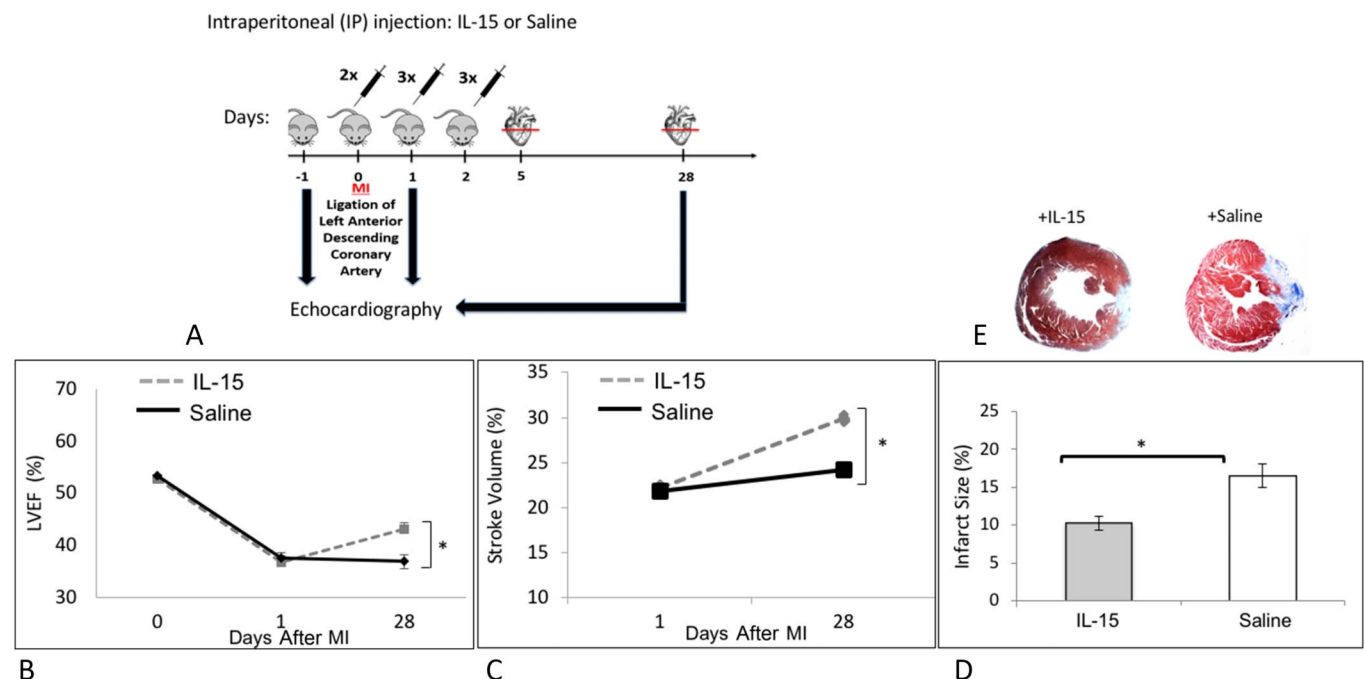 Intraperitoneal (IP) injection: IL-15 or Saline
2x 3x 3x
Days:
-1 0 1 2 5 28
MI
Ligation of
Left Anterior
Descending
Coronary
Artery
Echocardiography
A
+IL-15 +Saline
E
IL-15
Saline
LVEF (%)
70
60
50
40
30
*
0 1 28
Days After MI
B
IL-15
Saline
Stroke Volume (%)
35
30
25
20
15
10
*
1 28
Days After MI
C
Infarct Size (%)
25
20
15
10
5
0
*
IL-15 Saline
D